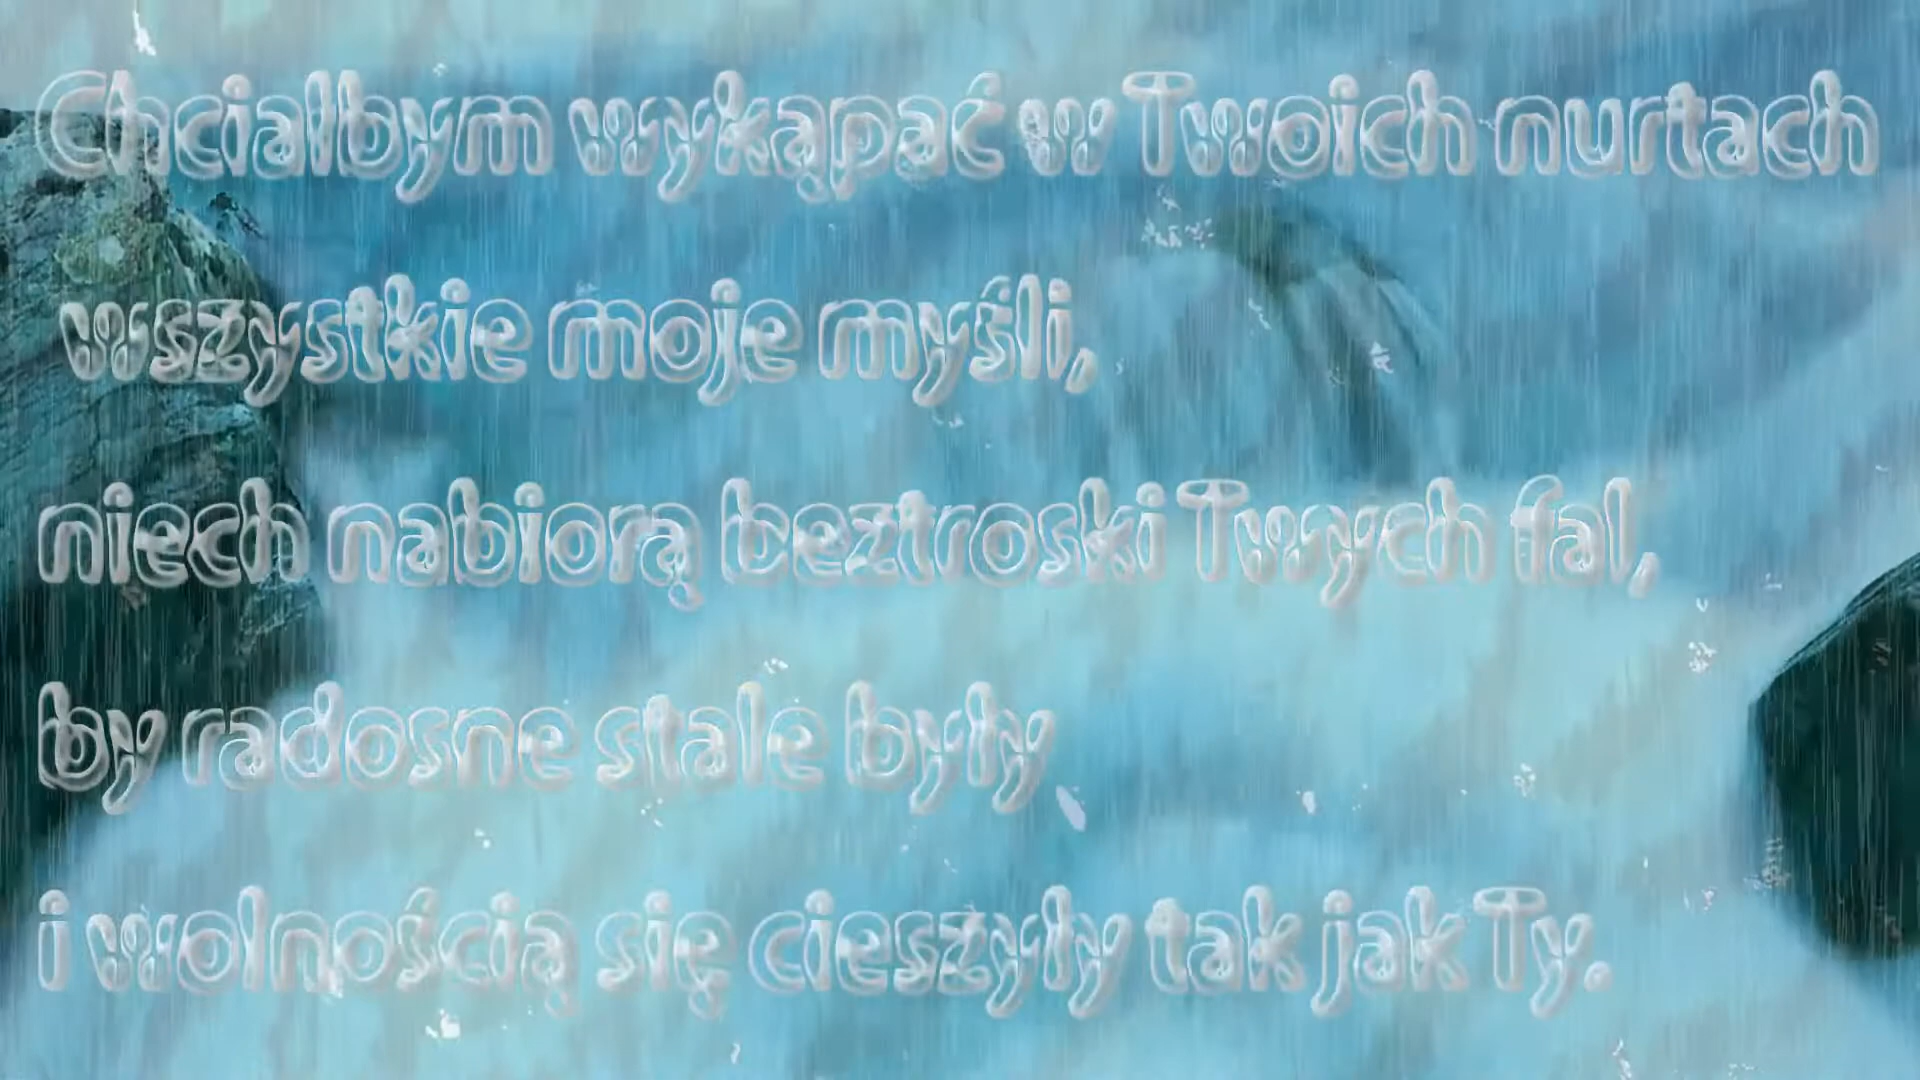 Chciałbym wykąpać w Twoich nurtach
wszystkie moje myśli,
niech nabiorą beztroski Twych fal,
by radosne stale były
i wolnością się cieszyły tak jak Ty.